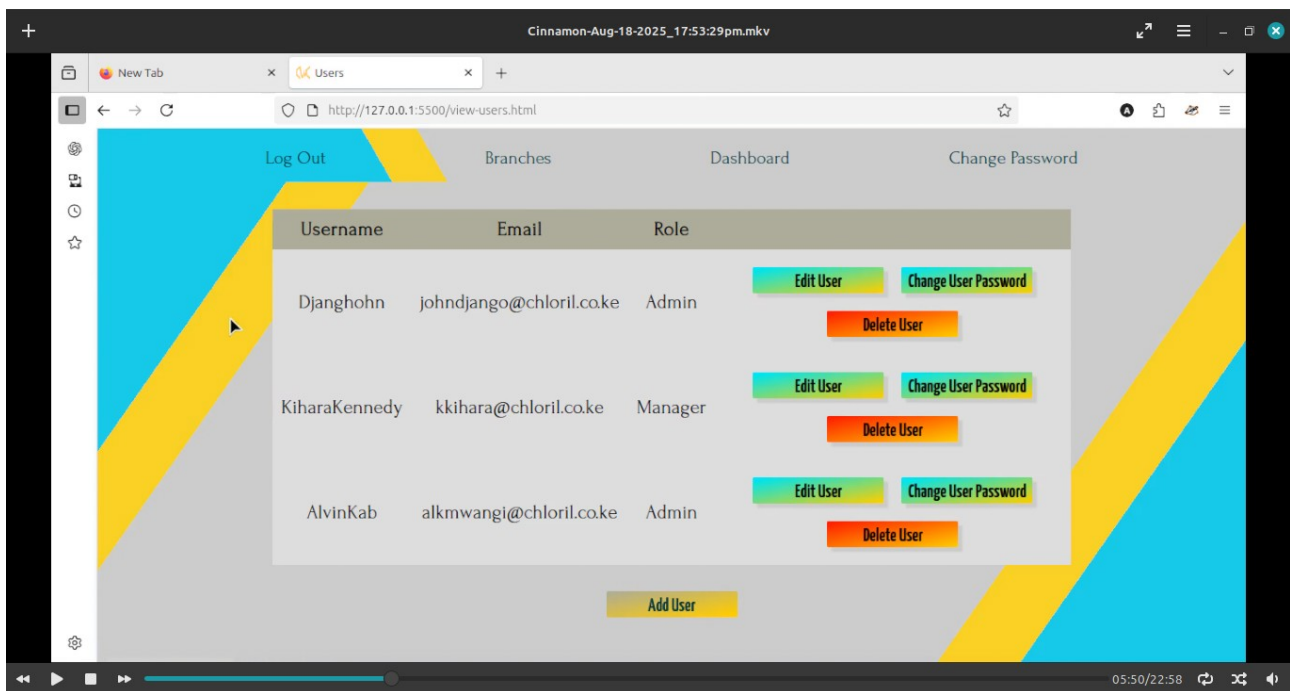 Cinnamon-Aug-18-2025_17:53:29pm.mkv
New Tab
Users
http://127.0.0.1:5500/view-users.html
Log Out Branches Dashboard Change Password
Username Email Role
Edit User Change User Password
Djanghohn johndjango@chloril.co.ke Admin
Delete User
Edit User Change User Password
KiharaKennedy kkihara@chloril.co.ke Manager
Delete User
Edit User Change User Password
AlvinKab alkmwangi@chloril.co.ke Admin
Delete User
Add User
05:50/22:58